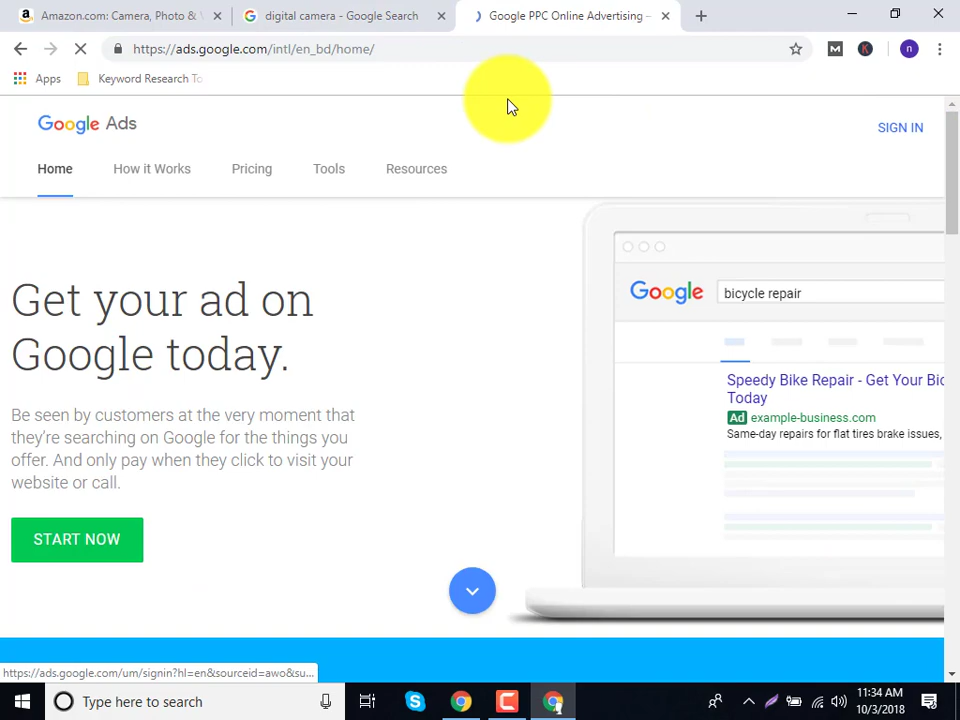 Amazon.com: Camera, Photo & V
digital camera - Google Search
Google PPC Online Advertising –
https://ads.google.com/intl/en_bd/home/
M
K
n
Apps
Keyword Research To
Google Ads
SIGN IN
Home
How it Works
Pricing
Tools
Resources
Get your ad on
Google today.
Be seen by customers at the very moment that
they're searching on Google for the things you
offer. And only pay when they click to visit your
website or call.
START NOW
Google
bicycle repair
Speedy Bike Repair - Get Your Bic
Today
Ad example-business.com
Same-day repairs for flat tires brake issues,
https://ads.google.com/um/signin?hl=en&sourceid=awo&su...
Type here to search
11:34 AM
10/3/2018